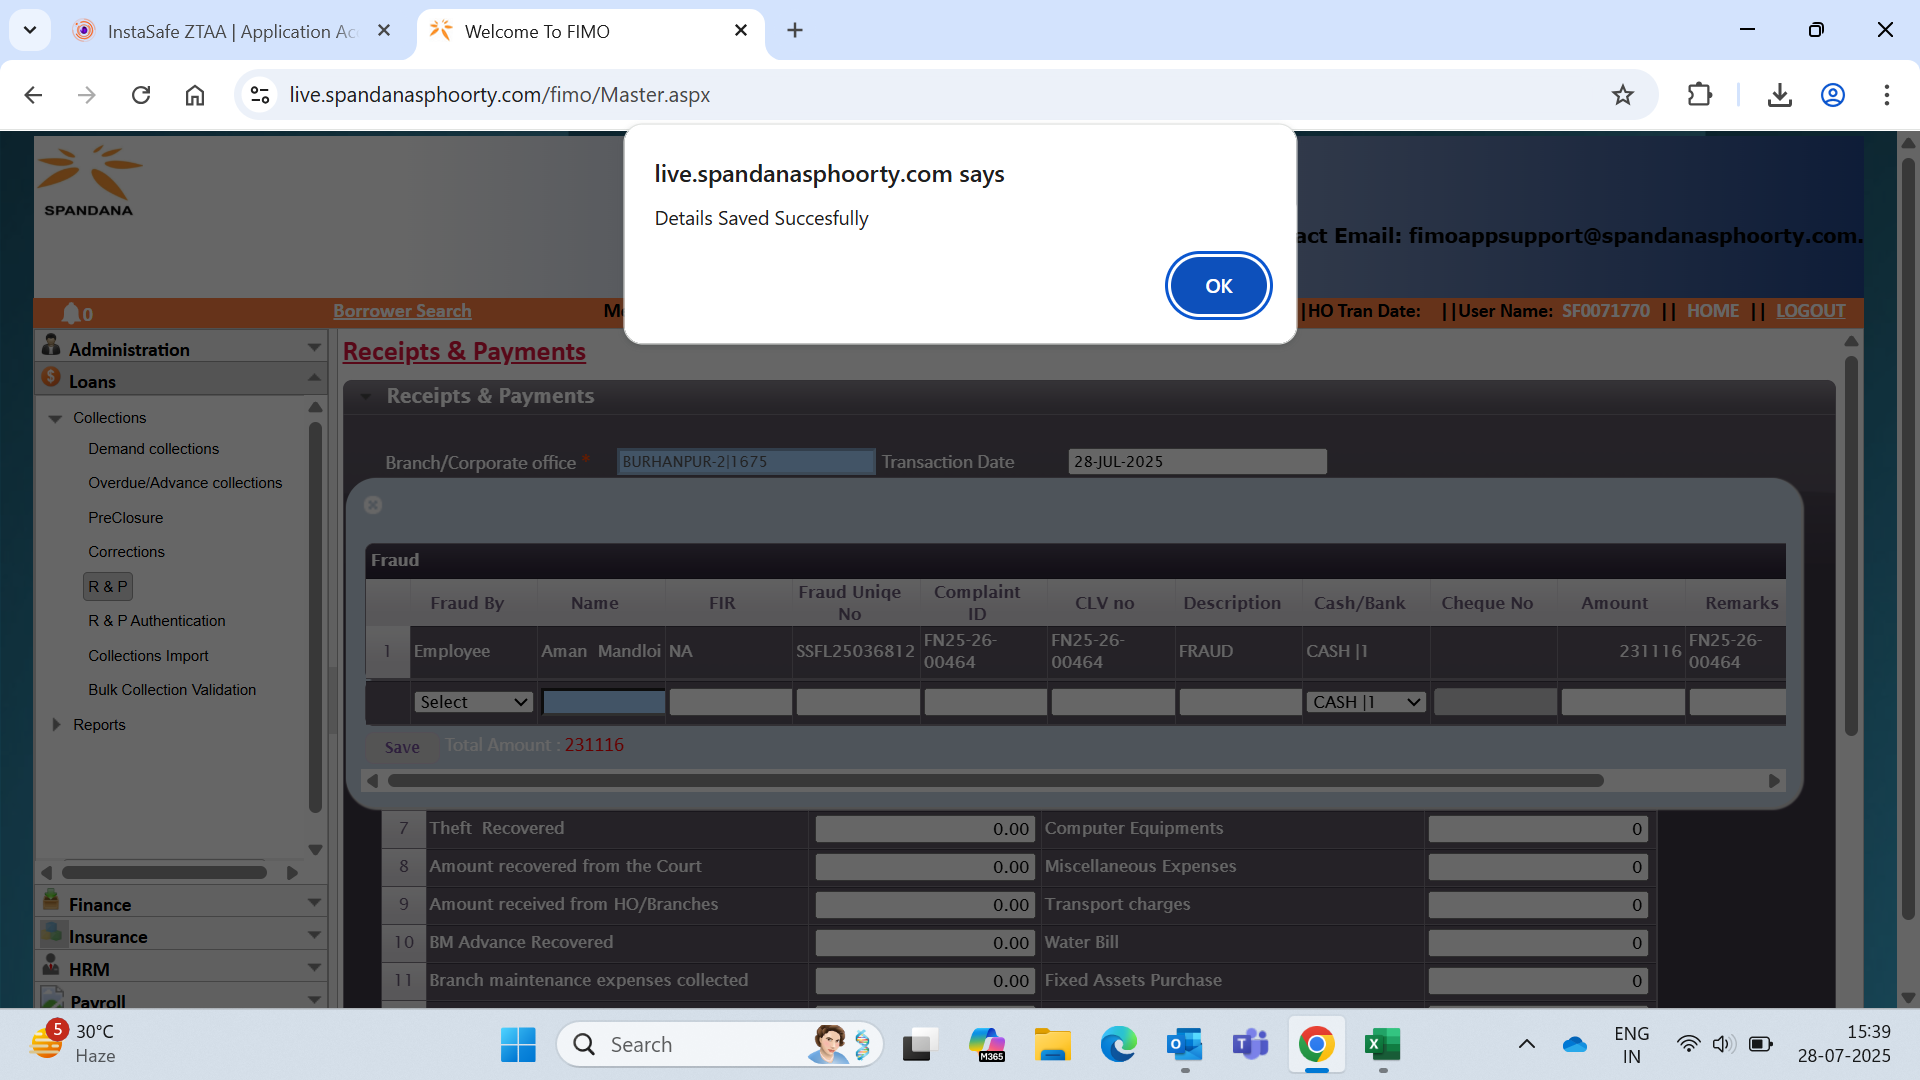 InstaSafe ZTAA | Application Acc
Welcome To FIMO
live.spandanasphoorty.com/fimo/Master.aspx
live.spandanasphoorty.com says
Details Saved Succesfully
OK
SPANDANA
act Email: fimoappsupport@spandanasphoorty.com.
0
Borrower Search
|HO Tran Date: ||User Name: SF0071770 || HOME || LOGOUT
Administration
Loans
Collections
Demand collections
Overdue/Advance collections
PreClosure
Corrections
R & P
R & P Authentication
Collections Import
Bulk Collection Validation
Reports
Finance
Insurance
HRM
Payroll
Receipts & Payments
Receipts & Payments
Branch/Corporate office * BURHANPUR-2|1675 Transaction Date 28-JUL-2025
Fraud
Fraud By Name FIR Fraud Uniqe No Complaint ID CLV no Description Cash/Bank Cheque No Amount Remarks
1 Employee Aman Mandloi NA SSFL25036812 FN25-26-00464 FN25-26-00464 FRAUD CASH |1 231116 FN25-26-00464
Select CASH |1
Save Total Amount : 231116
7 Theft Recovered 0.00 Computer Equipments 0
8 Amount recovered from the Court 0.00 Miscellaneous Expenses 0
9 Amount received from HO/Branches 0.00 Transport charges 0
10 BM Advance Recovered 0.00 Water Bill 0
11 Branch maintenance expenses collected 0.00 Fixed Assets Purchase 0
5
30°C
Haze
Search
M365
ENG
IN
15:39
28-07-2025